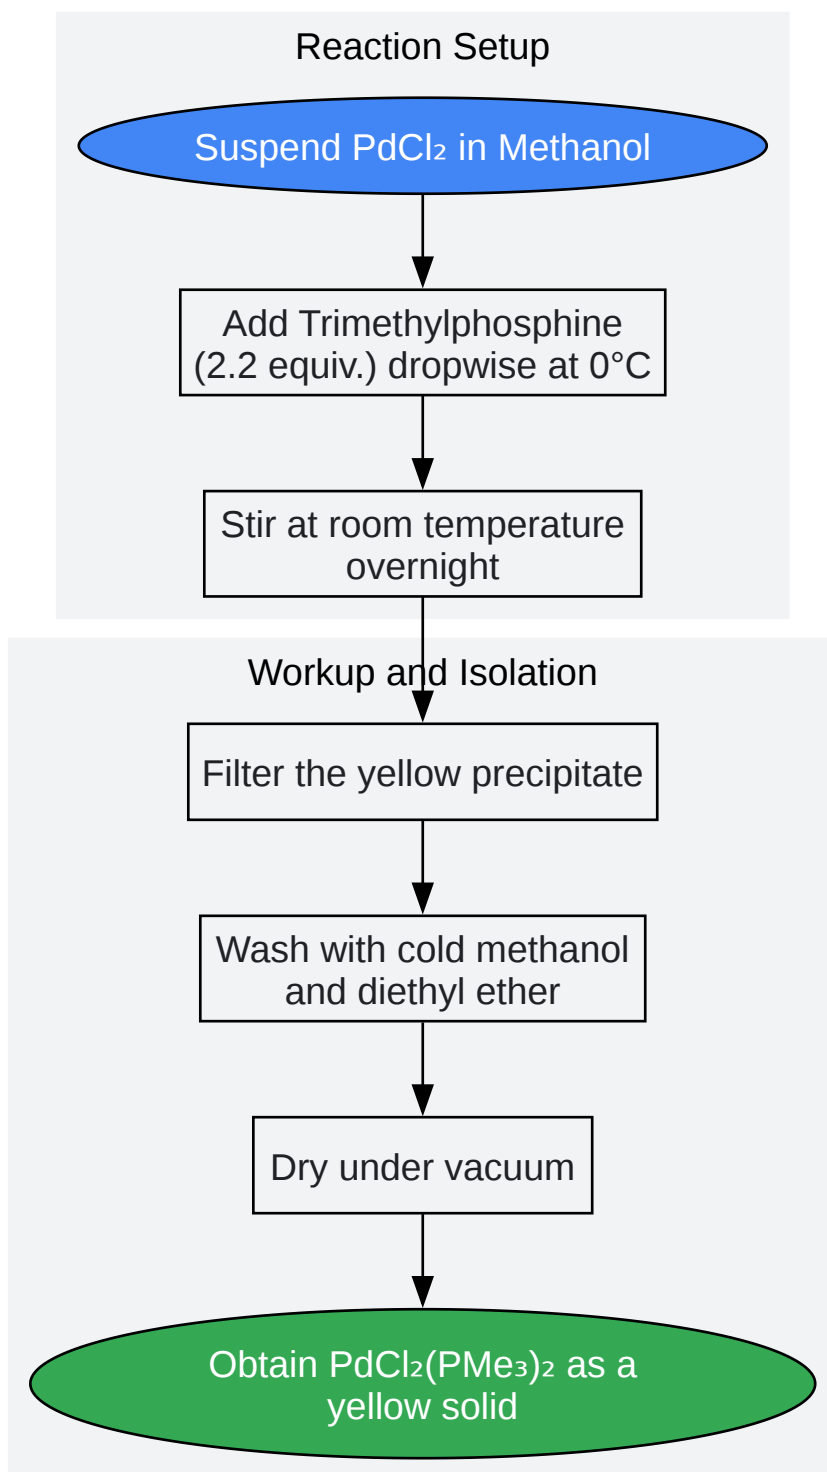 Reaction Setup
Suspend PdCl₂ in Methanol
Add Trimethylphosphine
(2.2 equiv.) dropwise at 0°C
Stir at room temperature
overnight
Workup and Isolation
Filter the yellow precipitate
Wash with cold methanol
and diethyl ether
Dry under vacuum
Obtain PdCl₂(PMe₃)₂ as a
yellow solid